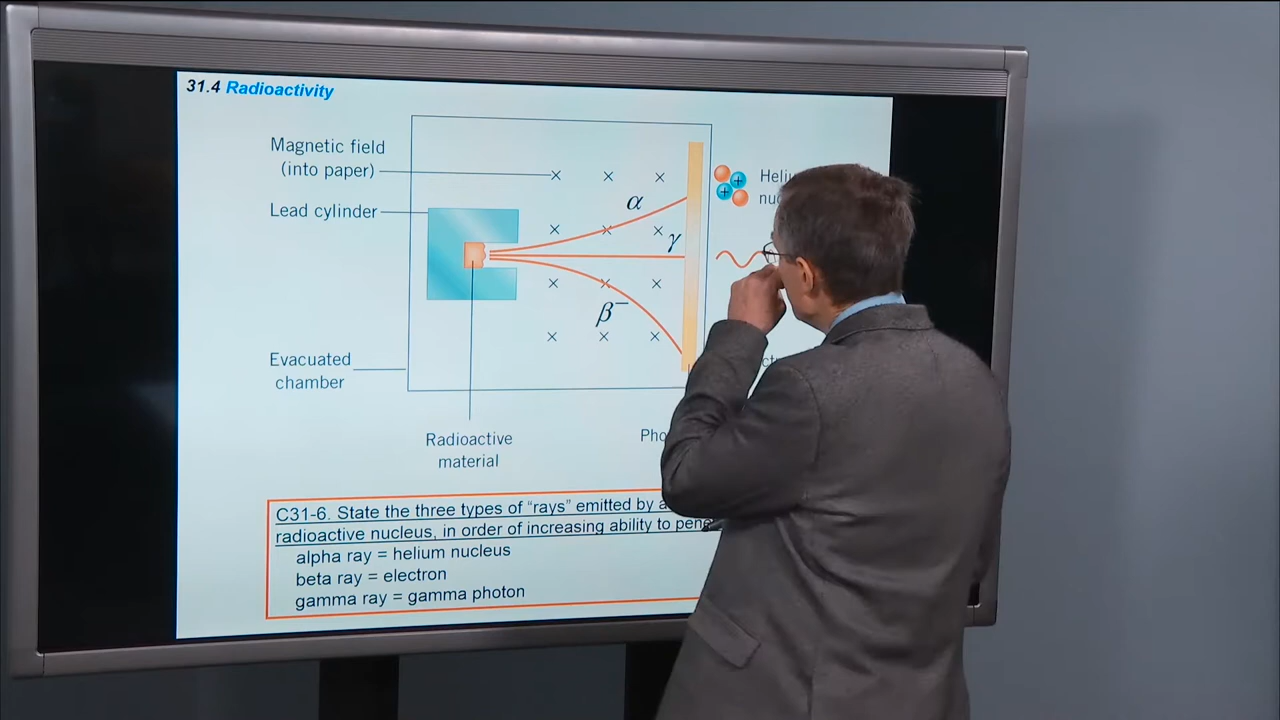 31.4 Radioactivity
Magnetic field
(into paper)
Lead cylinder
α
γ
β⁻
Evacuated
chamber
Radioactive
material
+
+
C31-6. State the three types of “rays” emitted by
radioactive nucleus, in order of increasing ability to
alpha ray = helium nucleus
beta ray = electron
gamma ray = gamma photon